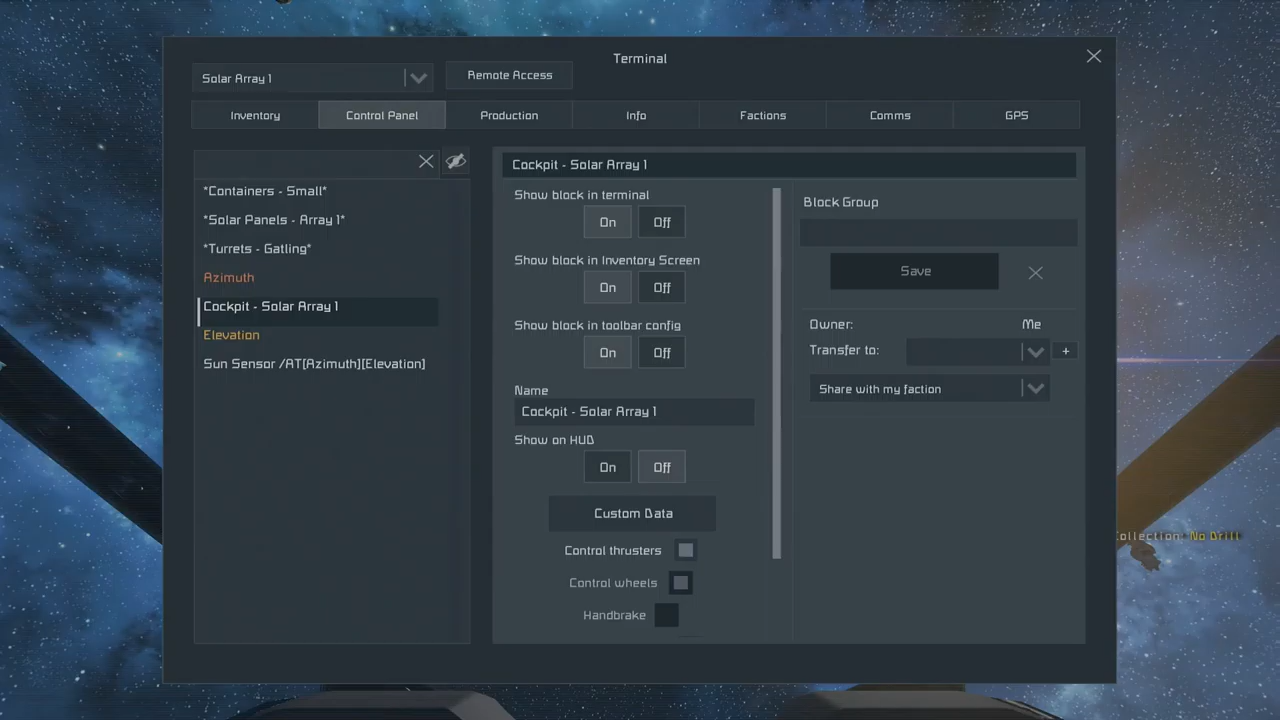 Terminal
Solar Array 1
Remote Access
Inventory
Control Panel
Production
Info
Factions
Comms
GPS
*Containers - Small*
*Solar Panels - Array 1*
*Turrets - Gatling*
Azimuth
Cockpit - Solar Array 1
Elevation
Sun Sensor /AT[Azimuth][Elevation]
Cockpit - Solar Array 1
Show block in terminal
On Off
Show block in Inventory Screen
On Off
Show block in toolbar config
On Off
Name
Cockpit - Solar Array 1
Show on HUD
On Off
Custom Data
Control thrusters
Control wheels
Handbrake
Block Group
Save
Owner: Me
Transfer to:
+
Share with my faction
ollection: No Drill